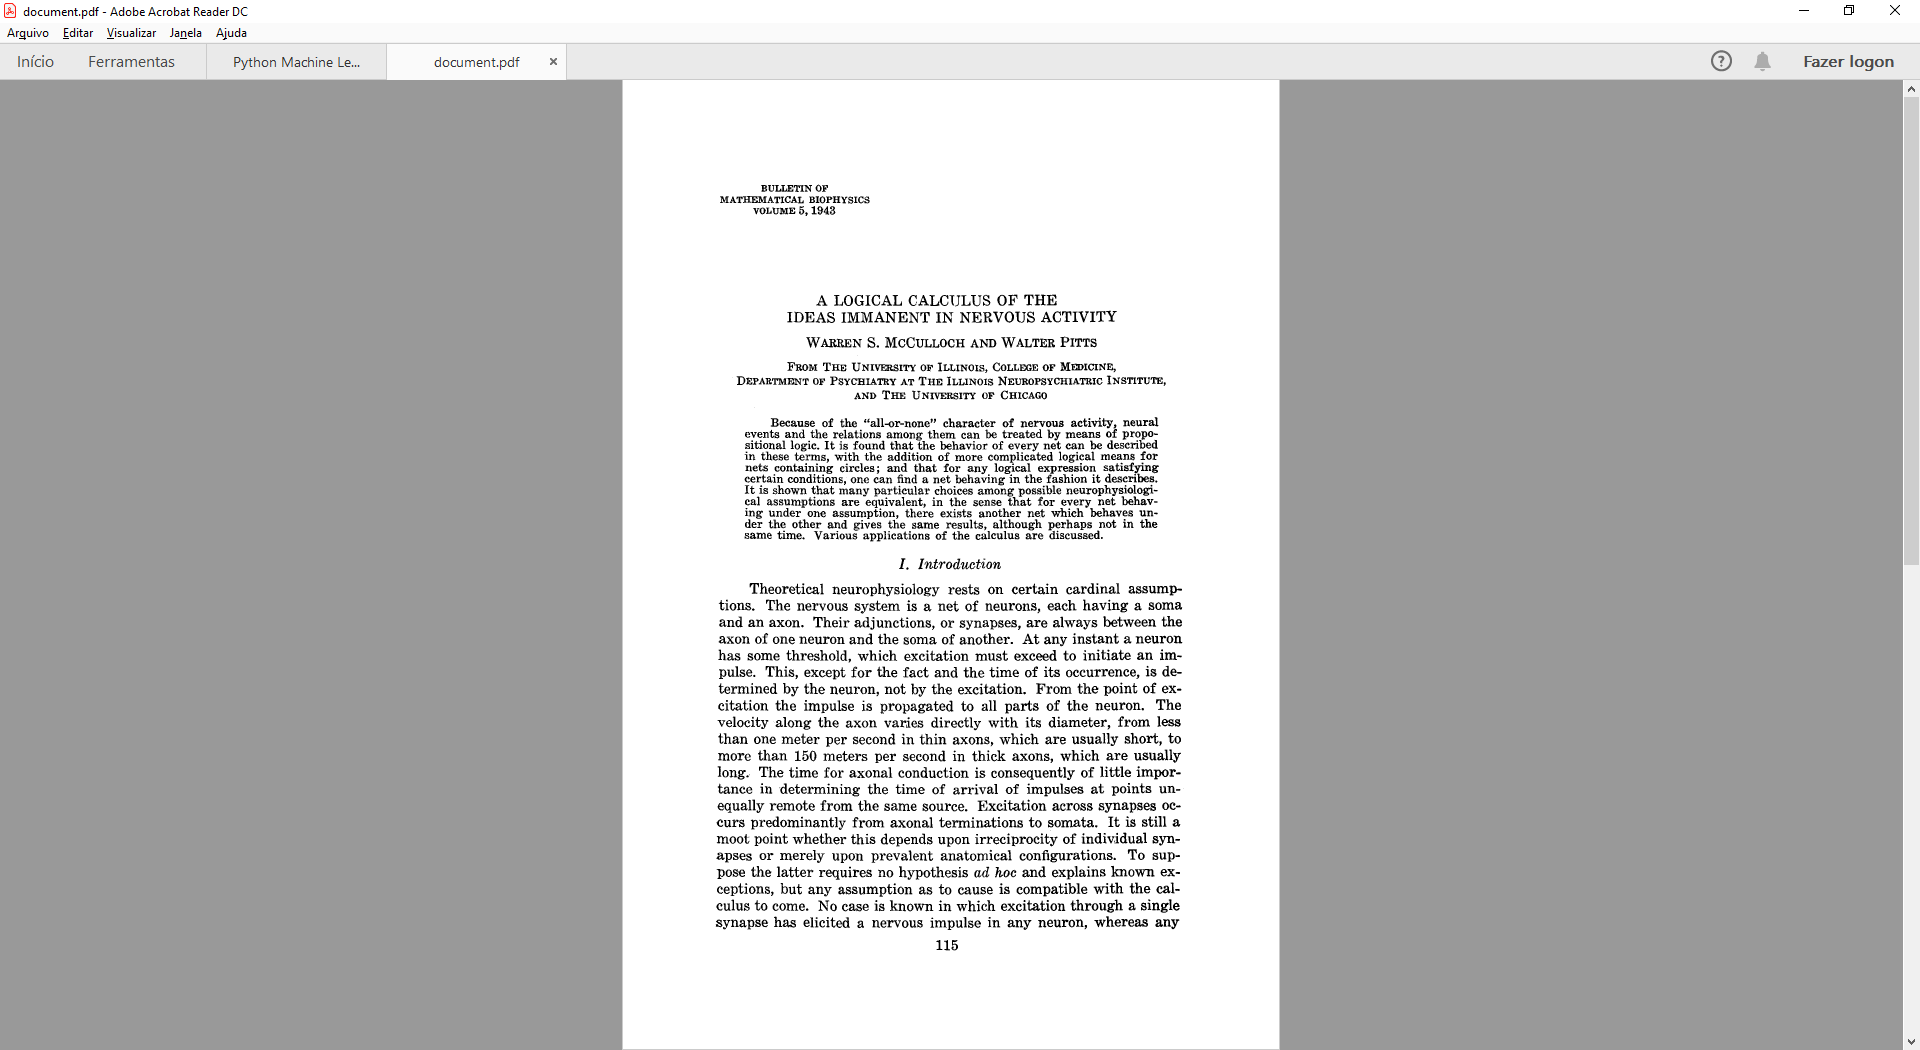 document.pdf - Adobe Acrobat Reader DC
Arquivo Editar Visualizar Janela Ajuda
Início Ferramentas Python Machine Le... document.pdf × ? Fazer logon
BULLETIN OF
MATHEMATICAL BIOPHYSICS
VOLUME 5, 1943
A LOGICAL CALCULUS OF THE
IDEAS IMMANENT IN NERVOUS ACTIVITY
WARREN S. MCCULLOCH AND WALTER PITTS
FROM THE UNIVERSITY OF ILLINOIS, COLLEGE OF MEDICINE,
DEPARTMENT OF PSYCHIATRY AT THE ILLINOIS NEUROPSYCHIATRIC INSTITUTE,
AND THE UNIVERSITY OF CHICAGO
Because of the “all-or-none” character of nervous activity, neural
events and the relations among them can be treated by means of propo-
sitional logic. It is found that the behavior of every net can be described
in these terms, with the addition of more complicated logical means for
nets containing circles; and that for any logical expression satisfying
certain conditions, one can find a net behaving in the fashion it describes.
It is shown that many particular choices among possible neurophysiologi-
cal assumptions are equivalent, in the sense that for every net behav-
ing under one assumption, there exists another net which behaves un-
der the other and gives the same results, although perhaps not in the
same time. Various applications of the calculus are discussed.
I. Introduction
Theoretical neurophysiology rests on certain cardinal assump-
tions. The nervous system is a net of neurons, each having a soma
and an axon. Their adjunctions, or synapses, are always between the
axon of one neuron and the soma of another. At any instant a neuron
has some threshold, which excitation must exceed to initiate an im-
pulse. This, except for the fact and the time of its occurrence, is de-
termined by the neuron, not by the excitation. From the point of ex-
citation the impulse is propagated to all parts of the neuron. The
velocity along the axon varies directly with its diameter, from less
than one meter per second in thin axons, which are usually short, to
more than 150 meters per second in thick axons, which are usually
long. The time for axonal conduction is consequently of little impor-
tance in determining the time of arrival of impulses at points un-
equally remote from the same source. Excitation across synapses oc-
curs predominantly from axonal terminations to somata. It is still a
moot point whether this depends upon irreciprocity of individual syn-
apses or merely upon prevalent anatomical configurations. To sup-
pose the latter requires no hypothesis ad hoc and explains known ex-
ceptions, but any assumption as to cause is compatible with the cal-
culus to come. No case is known in which excitation through a single
synapse has elicited a nervous impulse in any neuron, whereas any
115